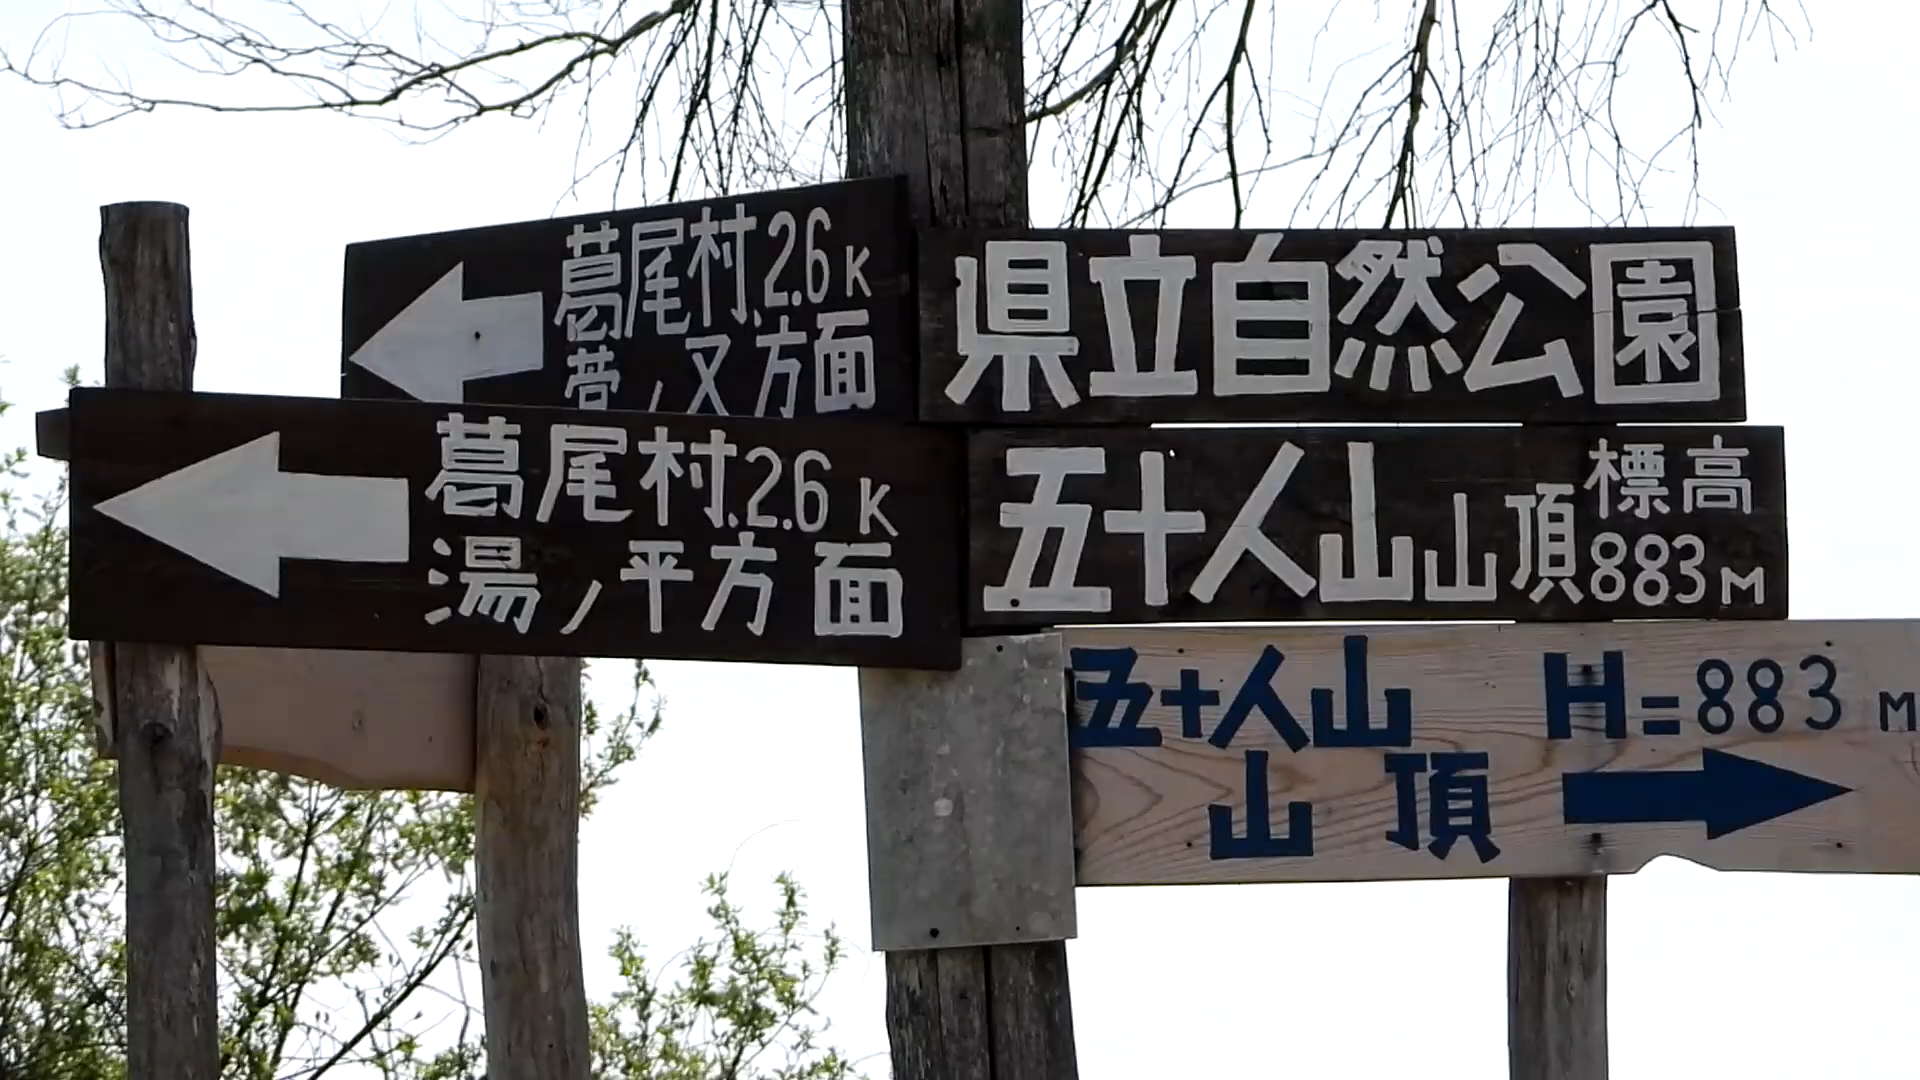 葛尾村.2.6K
ノ又方面
県立自然公園
葛尾村.2.6K
湯ノ平方面
五十人山山頂 標高 883M
五十人山 H=883M
山頂